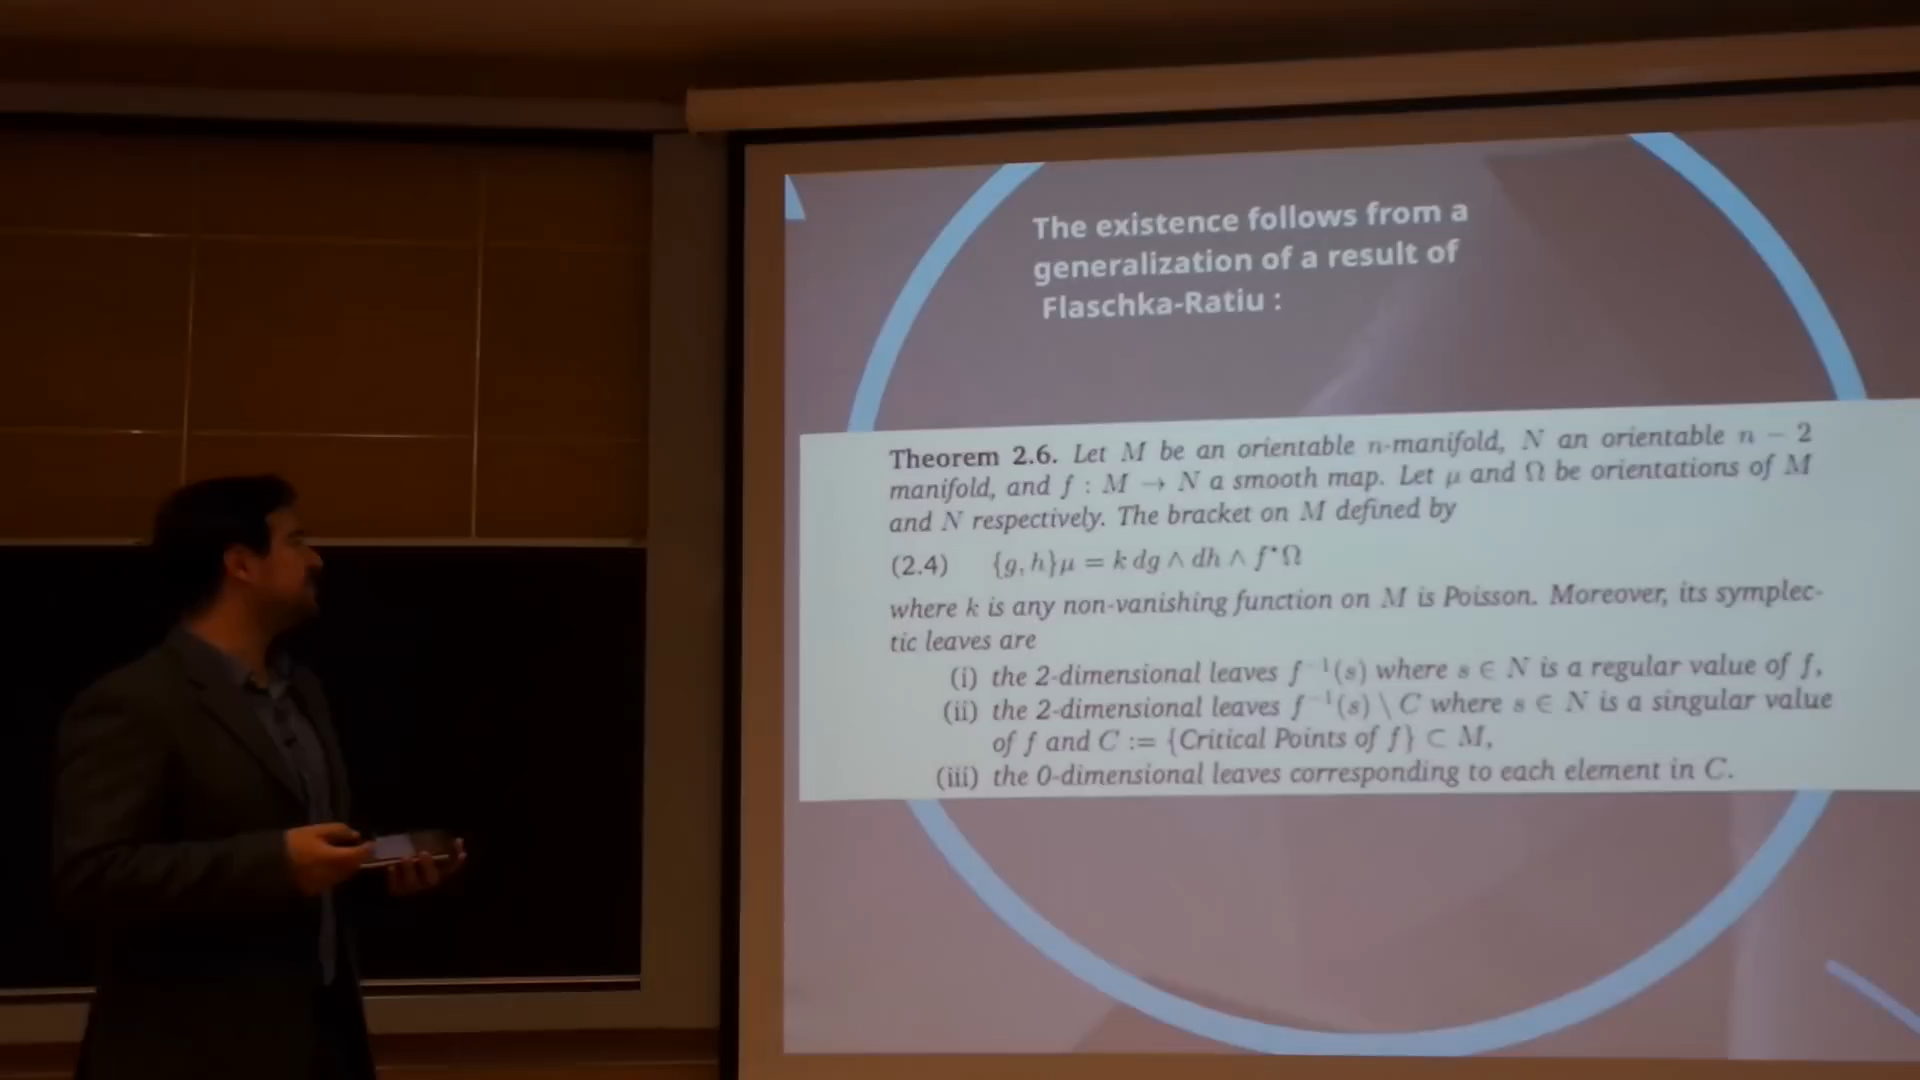 The existence follows from a
generalization of a result of
Flaschka-Ratiu :
Theorem 2.6. Let M be an orientable n-manifold, N an orientable n − 2
manifold, and f : M → N a smooth map. Let μ and Ω be orientations of M
and N respectively. The bracket on M defined by
(2.4) {g, h}μ = k dg ∧ dh ∧ f*Ω
where k is any non-vanishing function on M is Poisson. Moreover, its symplec-
tic leaves are
(i) the 2-dimensional leaves f⁻¹(s) where s ∈ N is a regular value of f,
(ii) the 2-dimensional leaves f⁻¹(s) \ C where s ∈ N is a singular value
of f and C := {Critical Points of f} ⊂ M,
(iii) the 0-dimensional leaves corresponding to each element in C.